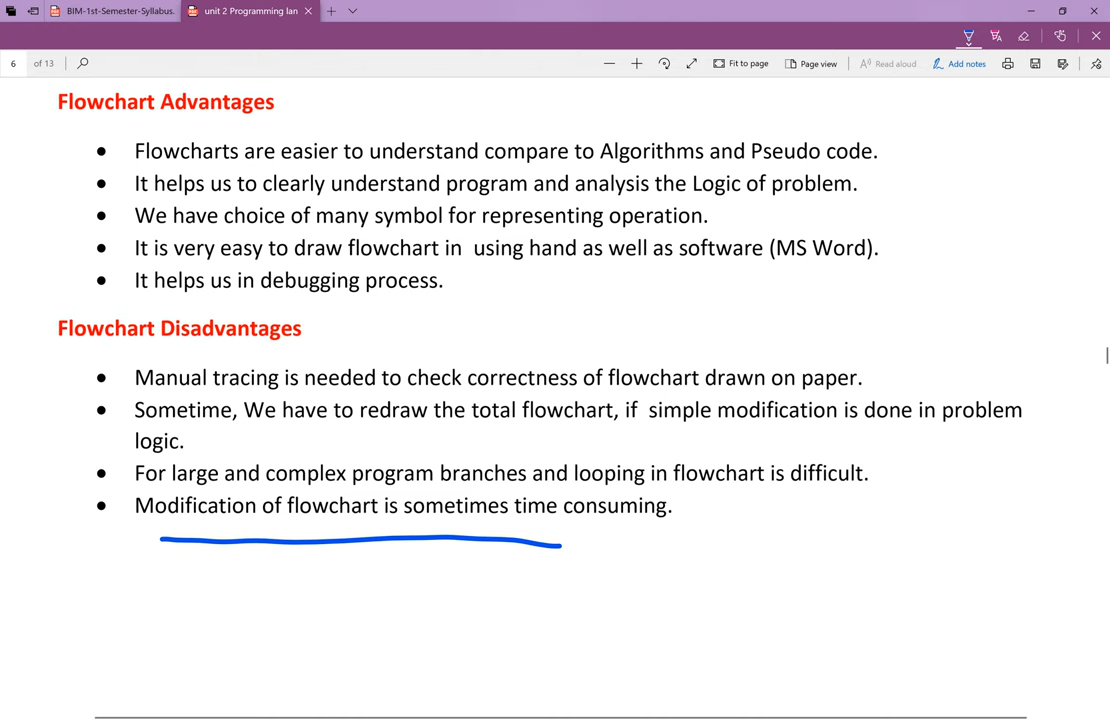 BIM-1st-Semester-Syllabus.
unit 2 Programming lan
6 of 13
Fit to page
Page view
Read aloud
Add notes
Flowchart Advantages
• Flowcharts are easier to understand compare to Algorithms and Pseudo code.
• It helps us to clearly understand program and analysis the Logic of problem.
• We have choice of many symbol for representing operation.
• It is very easy to draw flowchart in using hand as well as software (MS Word).
• It helps us in debugging process.
Flowchart Disadvantages
• Manual tracing is needed to check correctness of flowchart drawn on paper.
• Sometime, We have to redraw the total flowchart, if simple modification is done in problem
logic.
• For large and complex program branches and looping in flowchart is difficult.
• Modification of flowchart is sometimes time consuming.